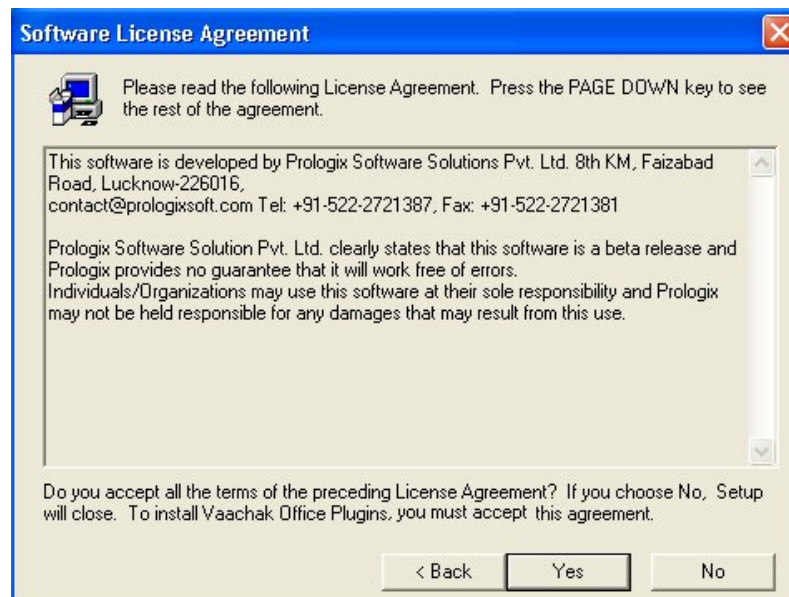 Software License Agreement
Please read the following License Agreement. Press the PAGE DOWN key to see
the rest of the agreement.
This software is developed by Prologix Software Solutions Pvt. Ltd. 8th KM, Faizabad
Road, Lucknow-226016,
contact@prologixsoft.com Tel: +91-522-2721387, Fax: +91-522-2721381
Prologix Software Solution Pvt. Ltd. clearly states that this software is a beta release and
Prologix provides no guarantee that it will work free of errors.
Individuals/Organizations may use this software at their sole responsibility and Prologix
may not be held responsible for any damages that may result from this use.
Do you accept all the terms of the preceding License Agreement? If you choose No, Setup
will close. To install Vaachak Office Plugins, you must accept this agreement.
< Back
Yes
No